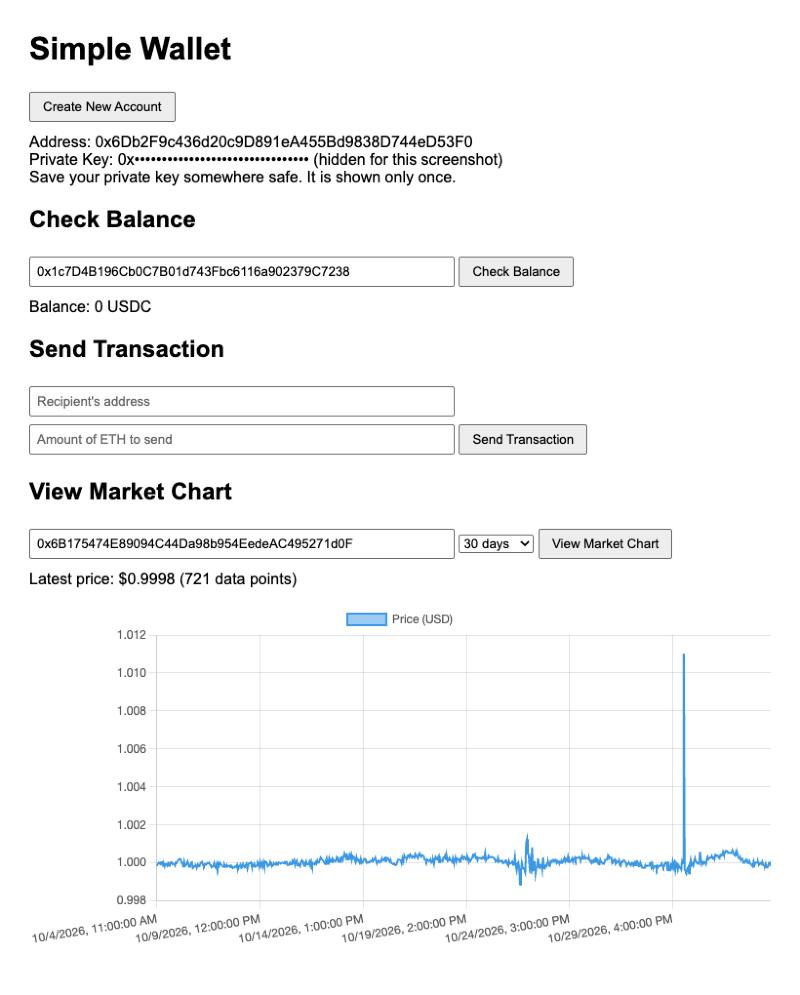 Simple Wallet
Create New Account
Address: 0x6Db2F9c436d20c9D891eA455Bd9838D744eD53F0
Private Key: 0x•••••••••••••••••••••••••••••••• (hidden for this screenshot)
Save your private key somewhere safe. It is shown only once.
Check Balance
0x1c7D4B196Cb0C7B01d743Fbc6116a902379C7238 Check Balance
Balance: 0 USDC
Send Transaction
Recipient's address
Amount of ETH to send Send Transaction
View Market Chart
0x6B175474E89094C44Da98b954EedeAC495271d0F 30 days View Market Chart
Latest price: $0.9998 (721 data points)
Price (USD)
1.012
1.010
1.008
1.006
1.004
1.002
1.000
0.998
10/4/2026, 11:00:00 AM 10/9/2026, 12:00:00 PM 10/14/2026, 1:00:00 PM 10/19/2026, 2:00:00 PM 10/24/2026, 3:00:00 PM 10/29/2026, 4:00:00 PM